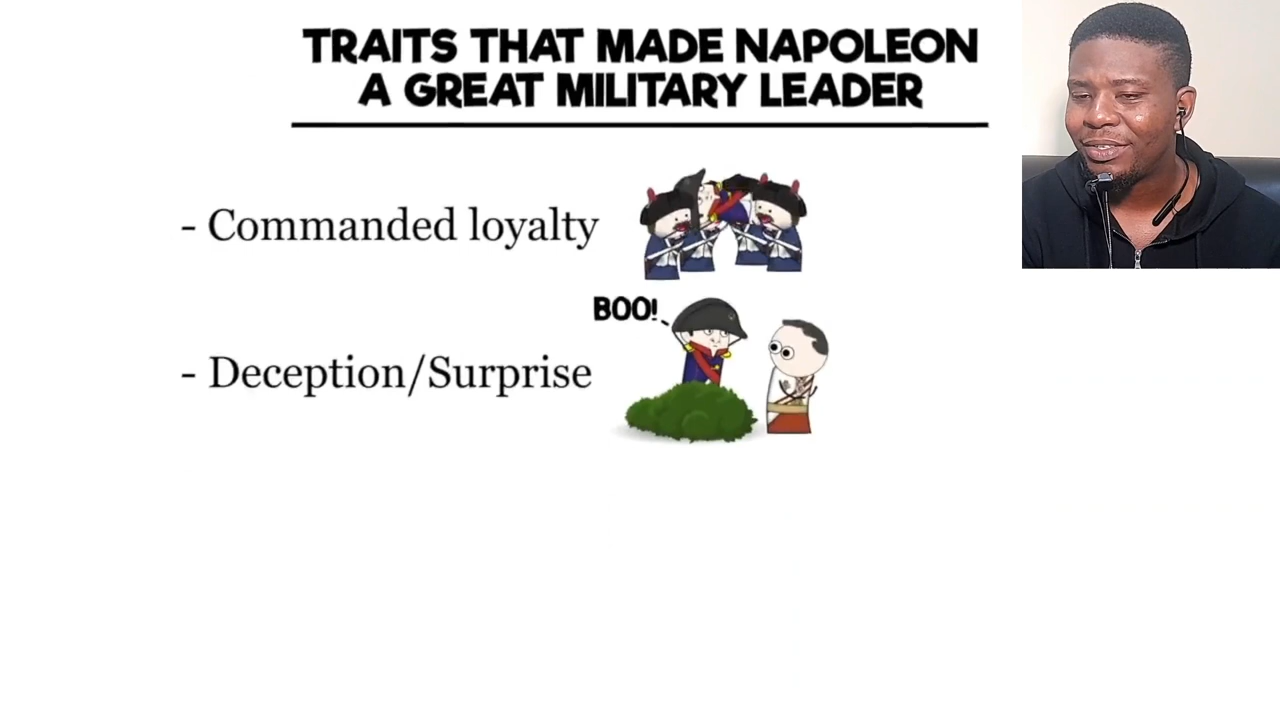 TRAITS THAT MADE NAPOLEON
A GREAT MILITARY LEADER
- Commanded loyalty
BOO!
- Deception/Surprise